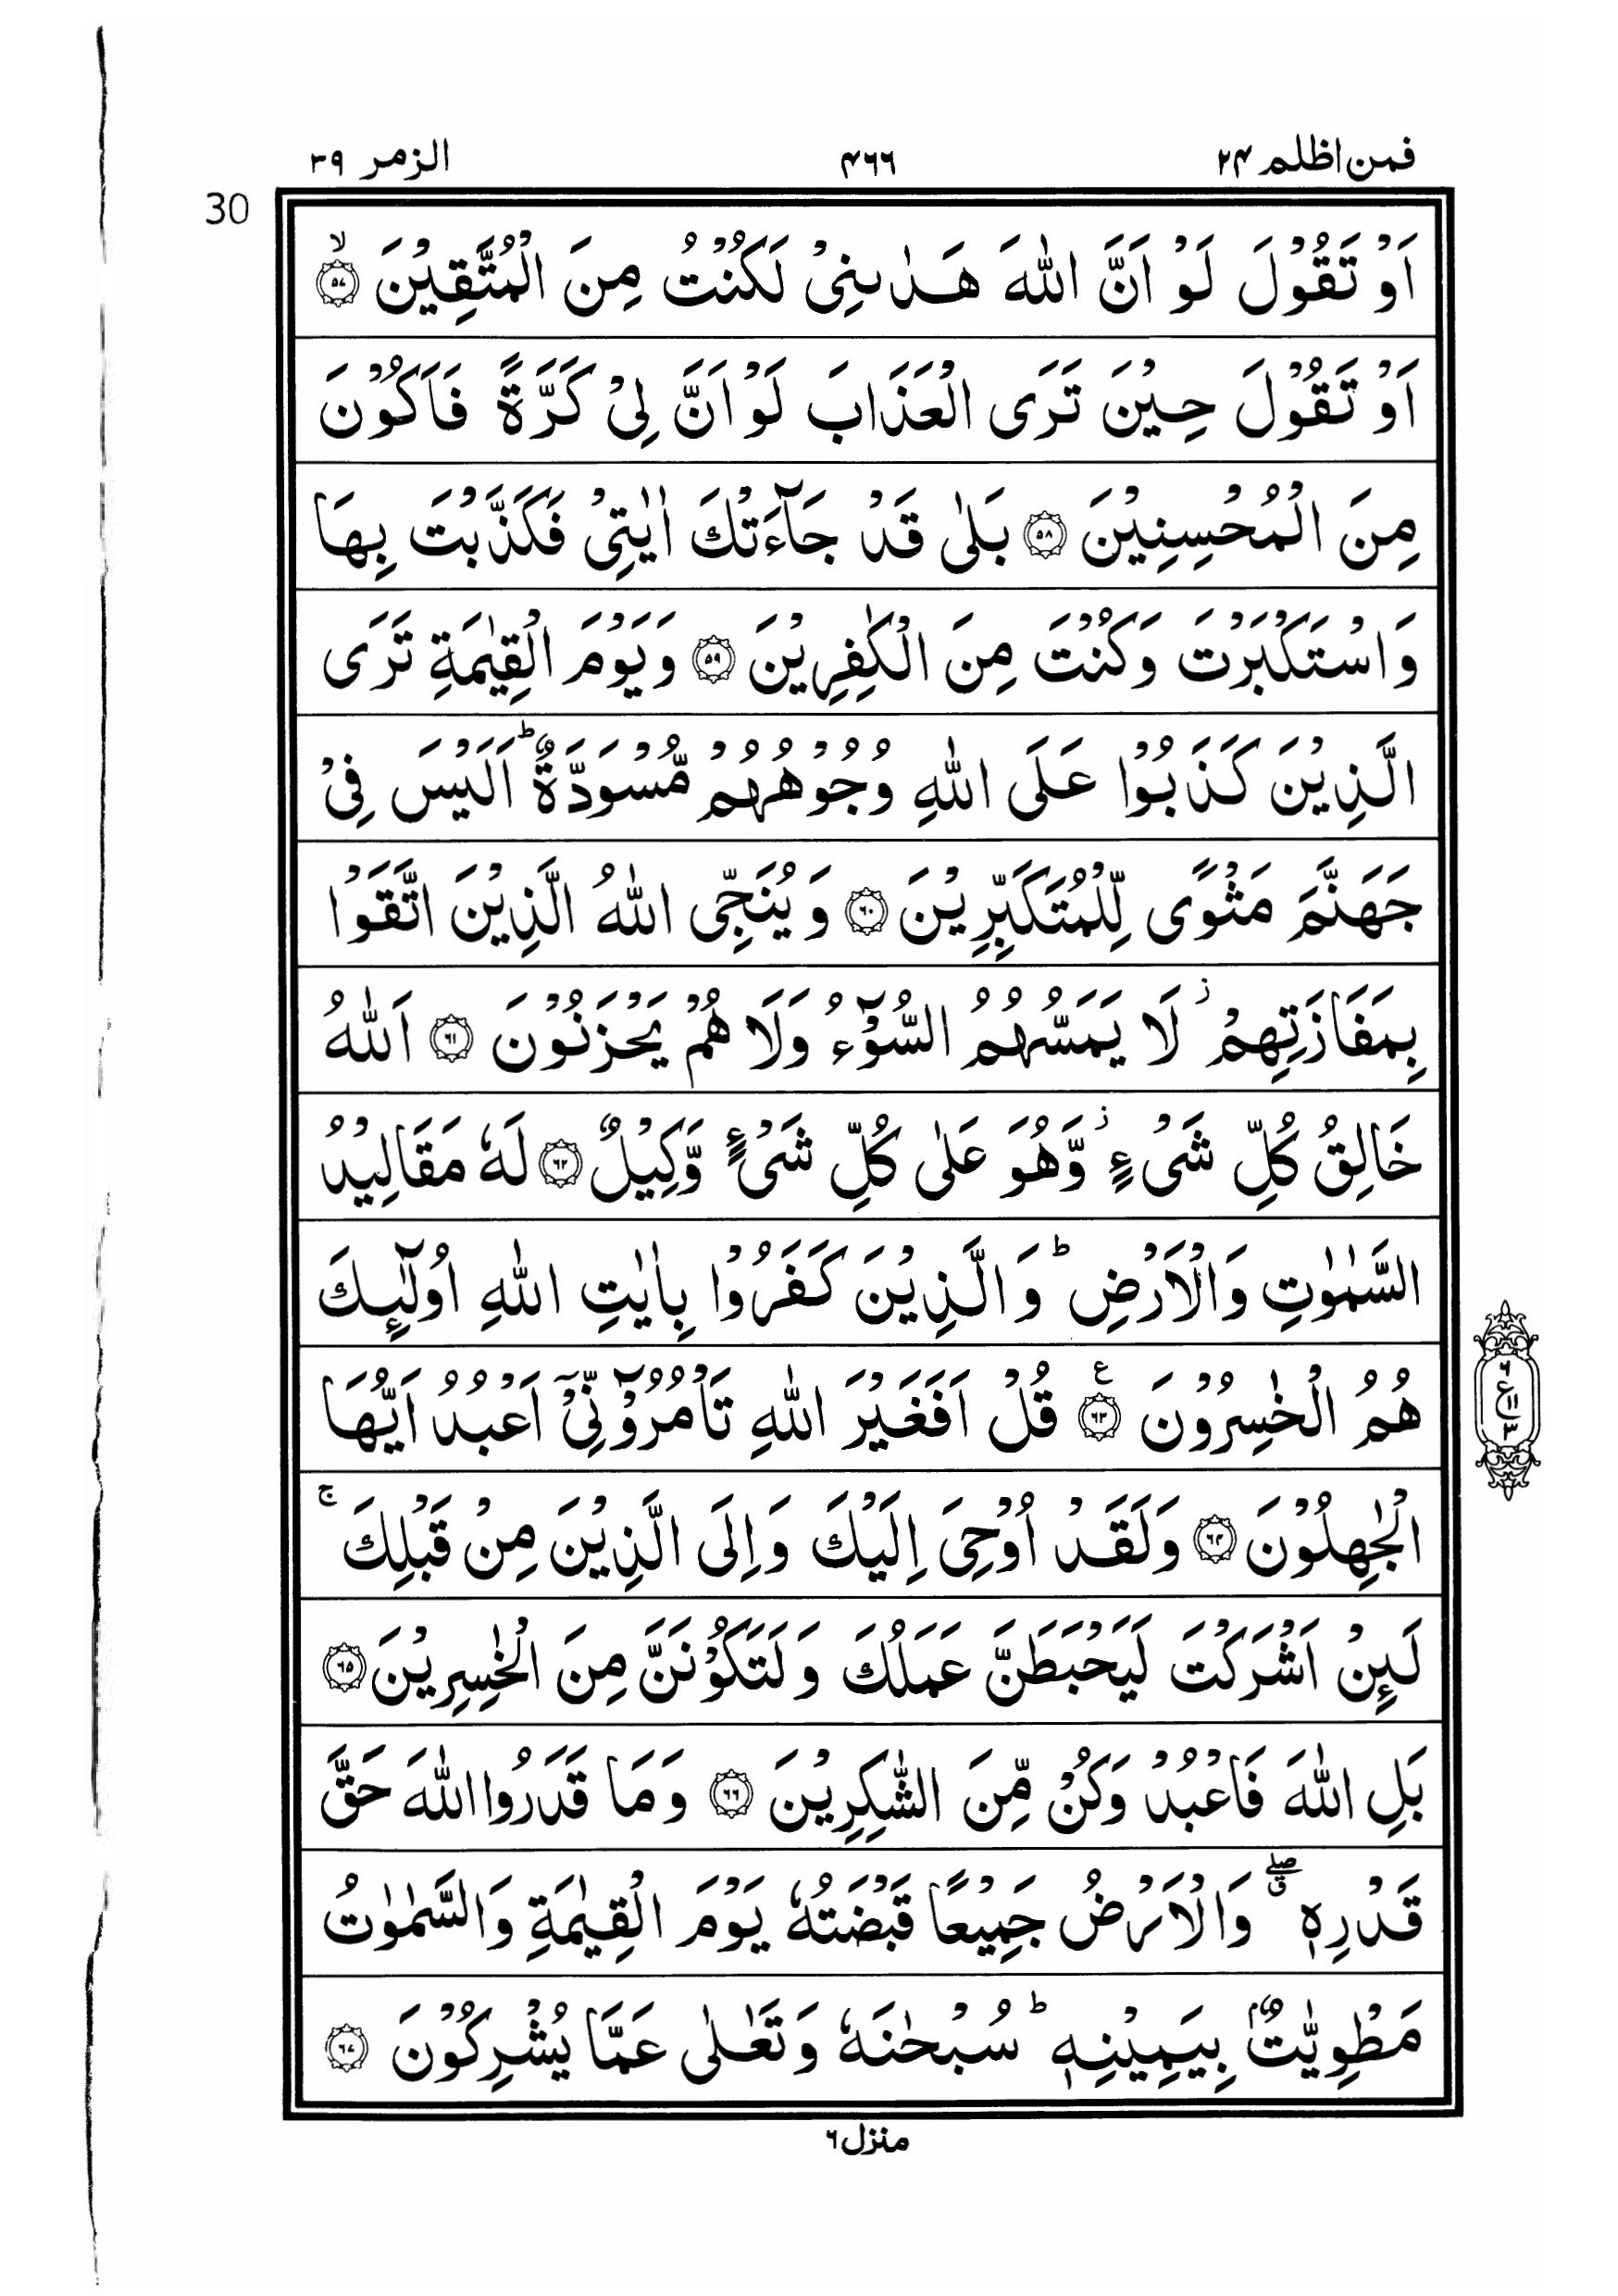 فمن اظلم ٢٤ ٤٦٦ الزمر ٣٩
30
اَوْ تَقُوْلَ لَوْ اَنَّ اللّٰهَ هَدٰىنِیْ لَكُنْتُ مِنَ الْمُتَّقِیْنَ ۙ﴿٥٧﴾
اَوْ تَقُوْلَ حِیْنَ تَرَی الْعَذَابَ لَوْ اَنَّ لِیْ كَرَّةً فَاَكُوْنَ
مِنَ الْمُحْسِنِیْنَ ﴿٥٨﴾ بَلٰی قَدْ جَآءَتْكَ اٰیٰتِیْ فَكَذَّبْتَ بِهَا
وَاسْتَكْبَرْتَ وَكُنْتَ مِنَ الْكٰفِرِیْنَ ﴿٥٩﴾ وَیَوْمَ الْقِیٰمَةِ تَرَی
الَّذِیْنَ كَذَبُوْا عَلَی اللّٰهِ وُجُوْهُهُمْ مُّسْوَدَّةٌ ؕ اَلَیْسَ فِیْ
جَهَنَّمَ مَثْوًی لِّلْمُتَكَبِّرِیْنَ ﴿٦٠﴾ وَیُنَجِّی اللّٰهُ الَّذِیْنَ اتَّقَوْا
بِمَفَازَتِهِمْ ؗ لَا یَمَسُّهُمُ السُّوْٓءُ وَلَا هُمْ یَحْزَنُوْنَ ﴿٦١﴾ اَللّٰهُ
خَالِقُ كُلِّ شَیْءٍ ؗ وَّهُوَ عَلٰی كُلِّ شَیْءٍ وَّكِیْلٌ ﴿٦٢﴾ لَهٗ مَقَالِیْدُ
السَّمٰوٰتِ وَالْاَرْضِ ؕ وَالَّذِیْنَ كَفَرُوْا بِاٰیٰتِ اللّٰهِ اُولٰٓىِٕكَ
هُمُ الْخٰسِرُوْنَ ﴿٦٣﴾ ع قُلْ اَفَغَیْرَ اللّٰهِ تَاْمُرُوْٓنِّیْۤ اَعْبُدُ اَیُّهَا
الْجٰهِلُوْنَ ﴿٦٤﴾ وَلَقَدْ اُوْحِیَ اِلَیْكَ وَاِلَی الَّذِیْنَ مِنْ قَبْلِكَ ۚ
لَىِٕنْ اَشْرَكْتَ لَیَحْبَطَنَّ عَمَلُكَ وَلَتَكُوْنَنَّ مِنَ الْخٰسِرِیْنَ ﴿٦٥﴾
بَلِ اللّٰهَ فَاعْبُدْ وَكُنْ مِّنَ الشّٰكِرِیْنَ ﴿٦٦﴾ وَمَا قَدَرُوا اللّٰهَ حَقَّ
قَدْرِهٖ ۖۗ وَالْاَرْضُ جَمِیْعًا قَبْضَتُهٗ یَوْمَ الْقِیٰمَةِ وَالسَّمٰوٰتُ
مَطْوِیّٰتٌۢ بِیَمِیْنِهٖ ؕ سُبْحٰنَهٗ وَتَعٰلٰی عَمَّا یُشْرِكُوْنَ ﴿٦٧﴾
٦
ع ١١
٣
منزل ٦